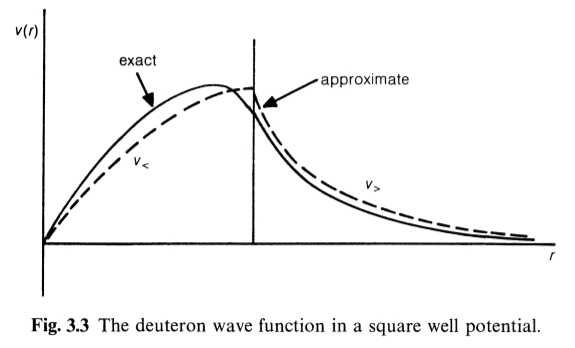 v(r)
exact
approximate
v<
v>
r
Fig. 3.3 The deuteron wave function in a square well potential.